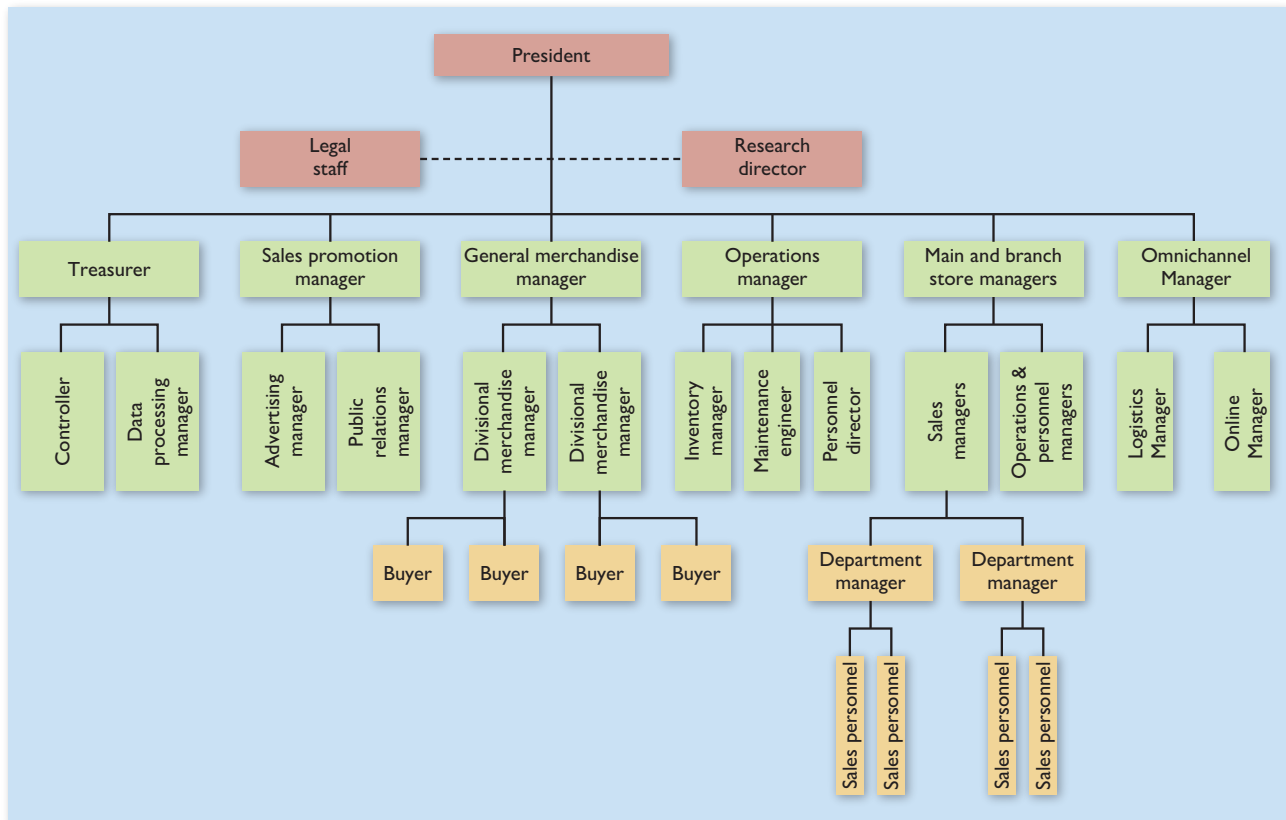 President
Legal
staff
Research
director
Treasurer
Sales promotion
manager
General merchandise
manager
Operations
manager
Main and branch
store managers
Omnichannel
Manager
Controller
Data
processing
manager
Advertising
manager
Public
relations
manager
Divisional
merchandise
manager
Divisional
merchandise
manager
Inventory
manager
Maintenance
engineer
Personnel
director
Sales
managers
Operations &
personnel
managers
Logistics
Manager
Online
Manager
Buyer
Buyer
Buyer
Buyer
Department
manager
Department
manager
Sales personnel
Sales personnel
Sales personnel
Sales personnel